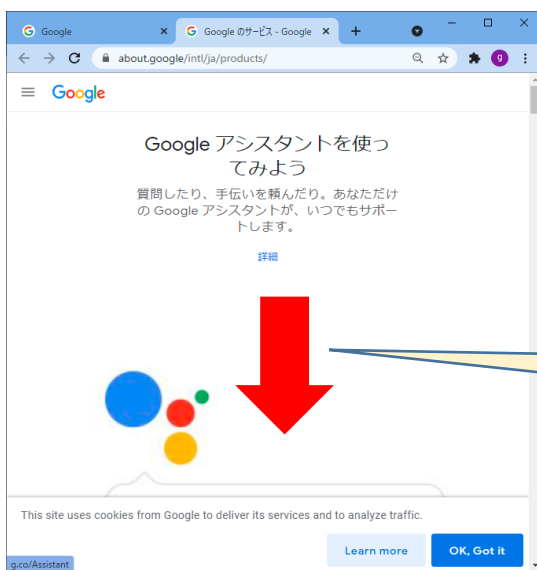 Google
Google のサービス - Google
about.google/intl/ja/products/
g
Google
Google アシスタントを使っ
てみよう
質問したり、手伝いを頼んだり。あなただけ
の Google アシスタントが、いつでもサポー
トします。
詳細
This site uses cookies from Google to deliver its services and to analyze traffic.
Learn more
OK, Got it
g.co/Assistant